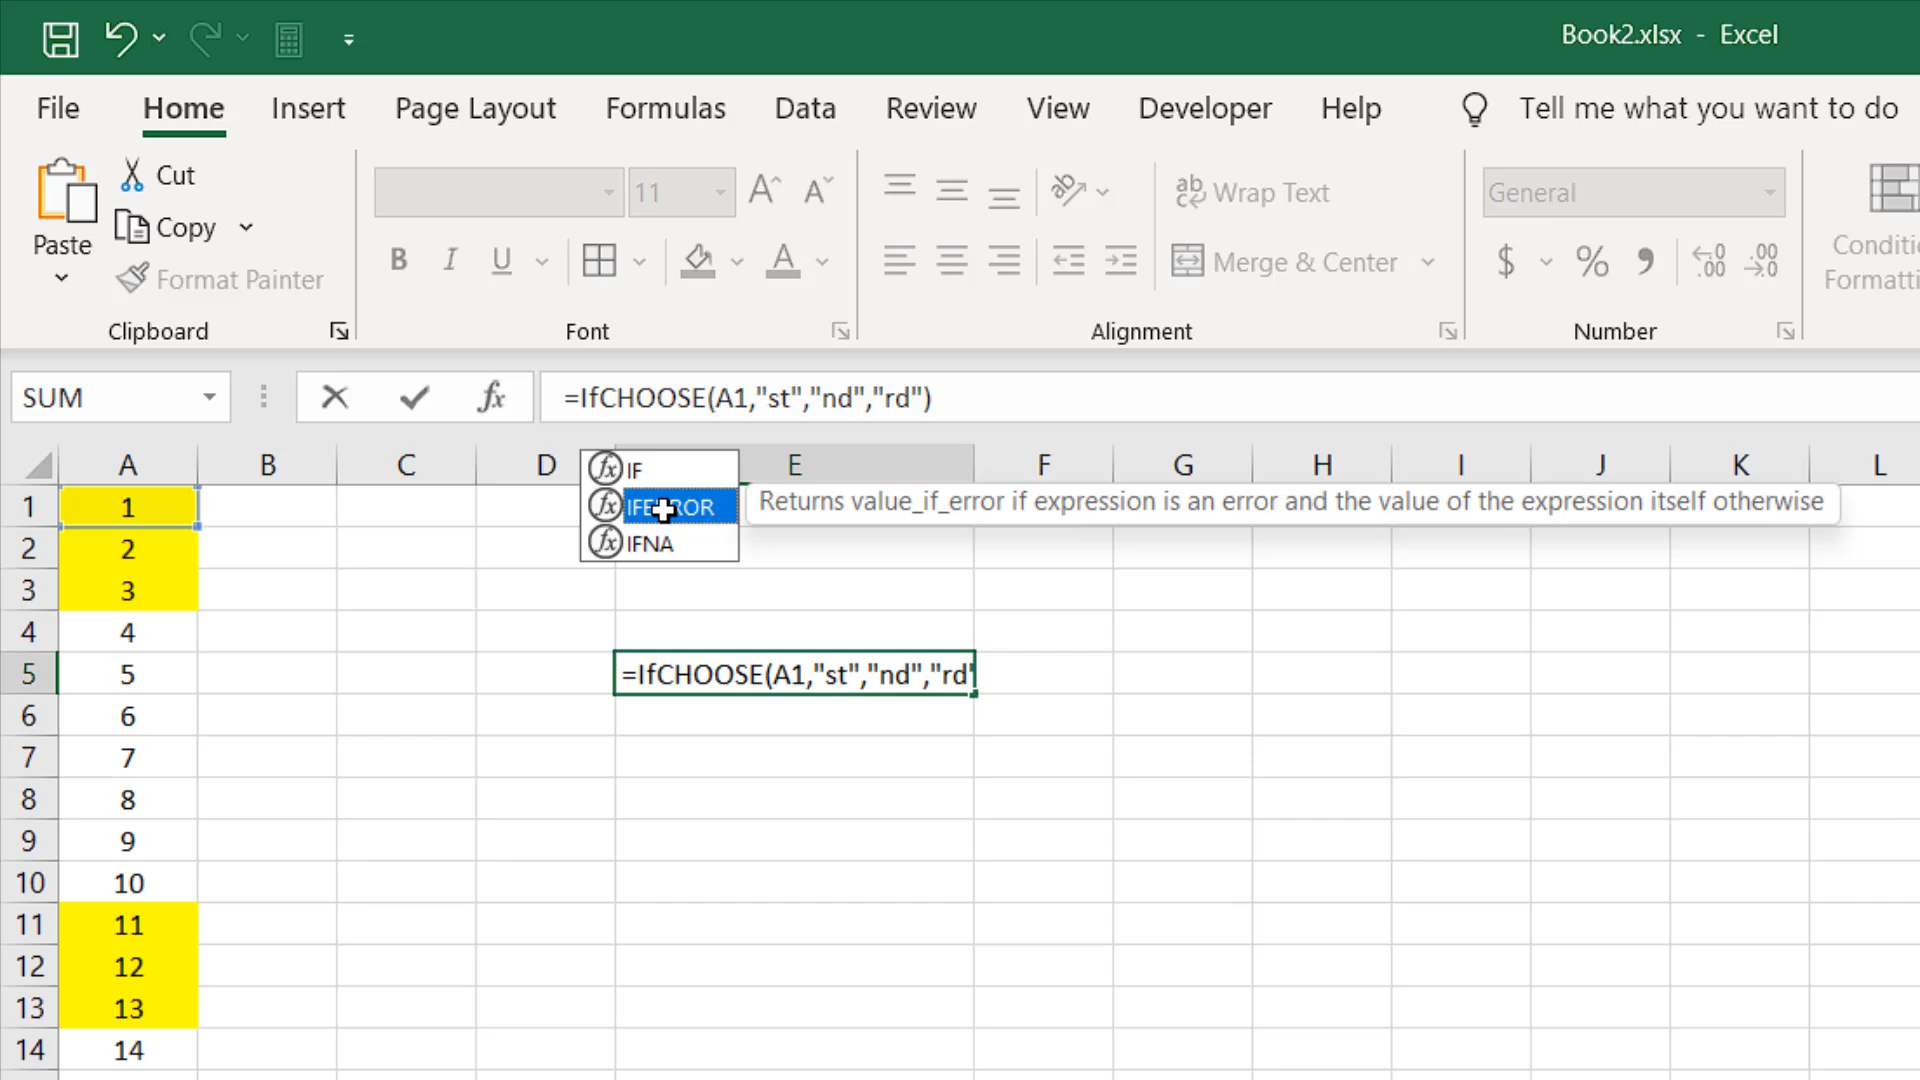 Book2.xlsx - Excel
File Home Insert Page Layout Formulas Data Review View Developer Help Tell me what you want to do
Paste
Cut
Copy
Format Painter
Clipboard
11
B I U
Font
Wrap Text
Merge & Center
Alignment
General
$ % ,
Number
Conditi
Formatti
SUM
=IfCHOOSE(A1,"st","nd","rd")
A B C D E F G H I J K L
IF
IFNA
Returns value_if_error if expression is an error and the value of the expression itself otherwise
1 1
2 2
3 3
4 4
5 5 =IfCHOOSE(A1,"st","nd","rd"
6 6
7 7
8 8
9 9
10 10
11 11
12 12
13 13
14 14